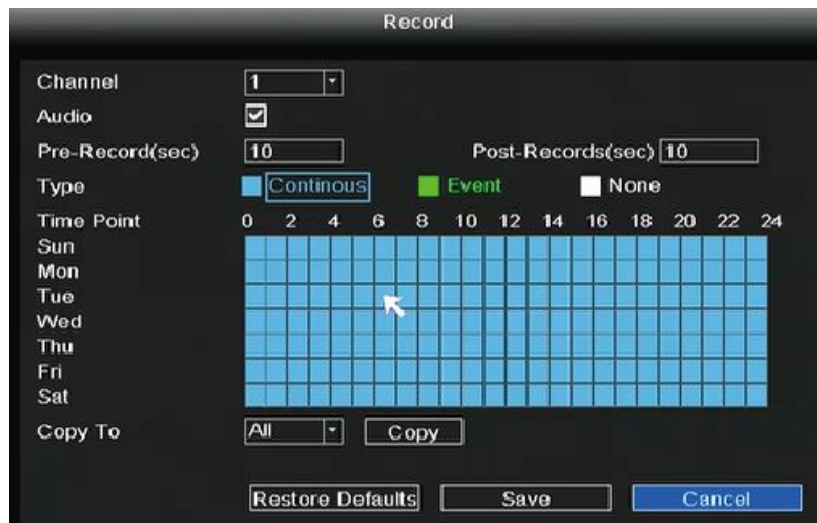 Record
Channel 1
Audio
Pre-Record(sec) 10 Post-Records(sec) 10
Type Continous Event None
Time Point 0 2 4 6 8 10 12 14 16 18 20 22 24
Sun
Mon
Tue
Wed
Thu
Fri
Sat
Copy To All Copy
Restore Defaults Save Cancel